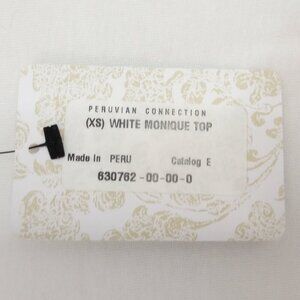 PERUVIAN CONNECTION
(XS) WHITE MONIQUE TOP
Made in PERU Catalog E
630762-00-00-0